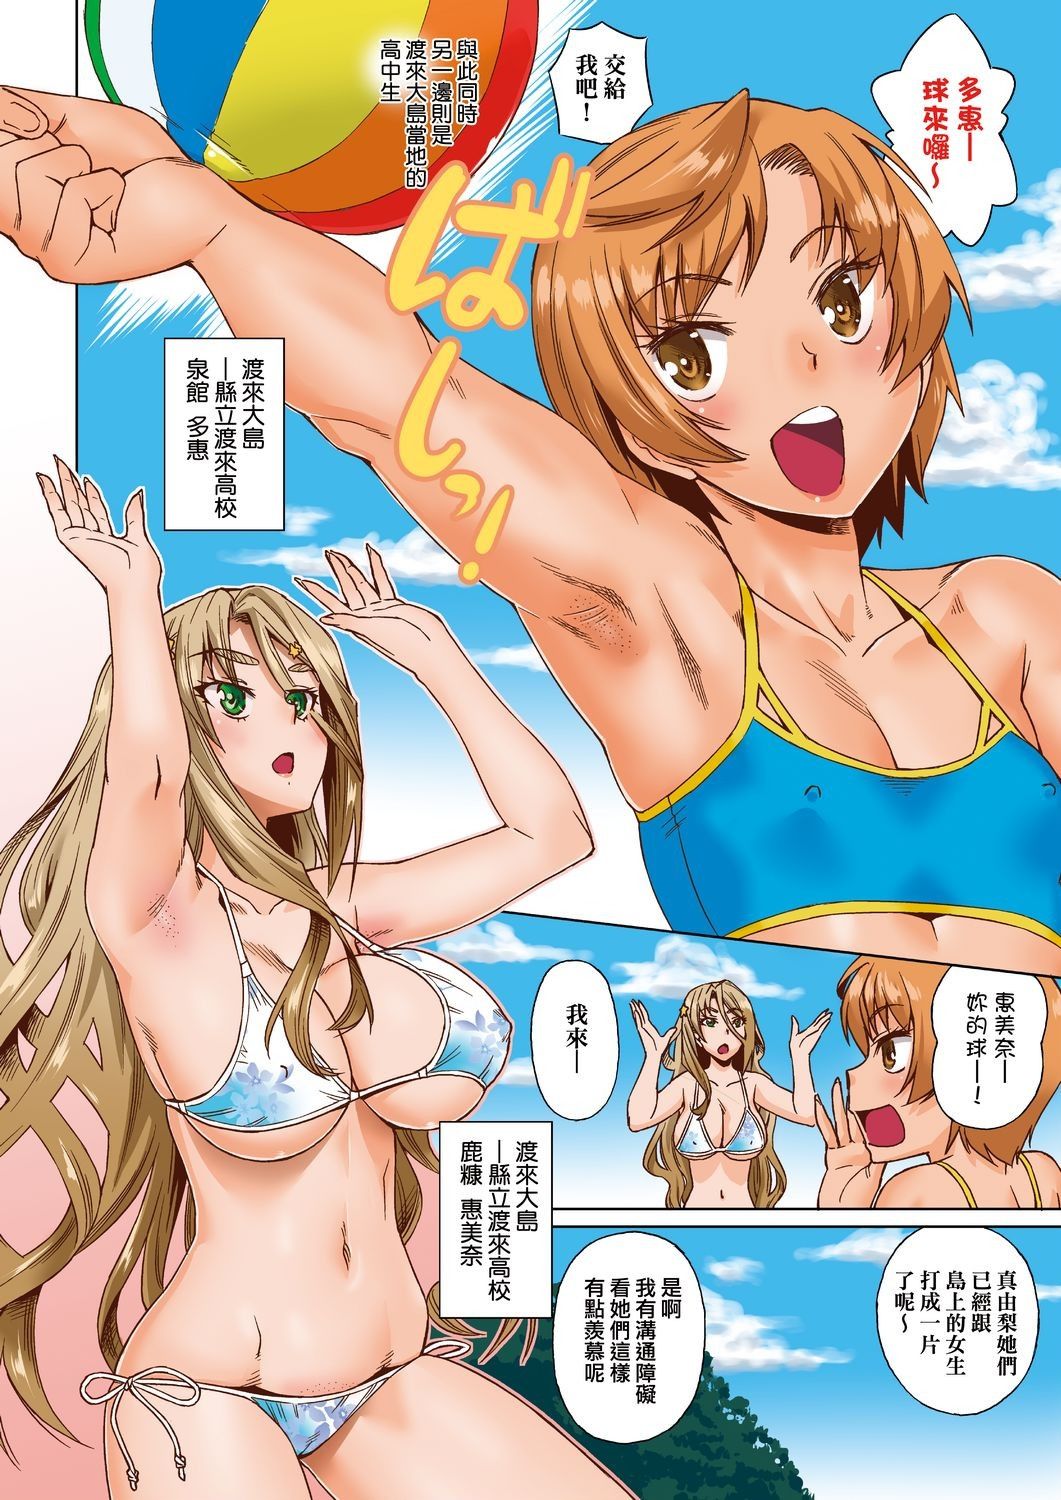 多惠—
球來囉～
交給
我吧！
與此同時
另一邊則是
渡來大島當地的
高中生
ばしっ！
渡來大島
—縣立渡來高校
泉館 多惠
惠美奈—
妳的球—！
我來—
渡來大島
—縣立渡來高校
鹿糠 惠美奈
真由梨她們
已經跟
島上的女生
打成一片
了呢～
是啊
我有溝通障礙
看她們這樣
有點羨慕呢